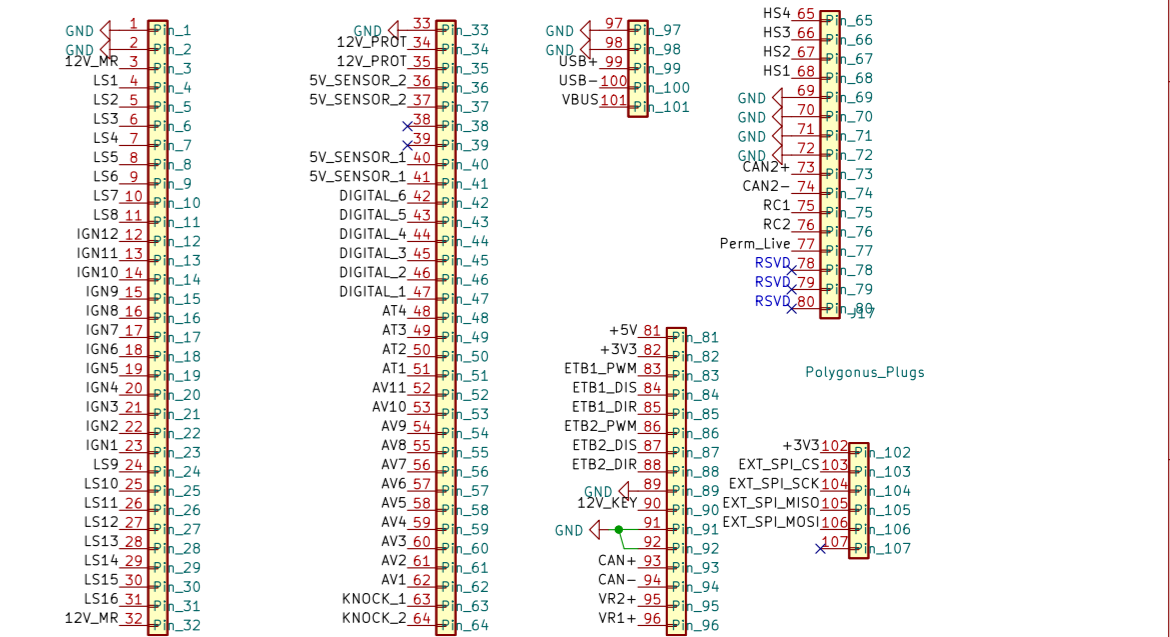 GND 1 Pin_1
GND 2 Pin_2
12V_MR 3 Pin_3
LS1 4 Pin_4
LS2 5 Pin_5
LS3 6 Pin_6
LS4 7 Pin_7
LS5 8 Pin_8
LS6 9 Pin_9
LS7 10 Pin_10
LS8 11 Pin_11
IGN12 12 Pin_12
IGN11 13 Pin_13
IGN10 14 Pin_14
IGN9 15 Pin_15
IGN8 16 Pin_16
IGN7 17 Pin_17
IGN6 18 Pin_18
IGN5 19 Pin_19
IGN4 20 Pin_20
IGN3 21 Pin_21
IGN2 22 Pin_22
IGN1 23 Pin_23
LS9 24 Pin_24
LS10 25 Pin_25
LS11 26 Pin_26
LS12 27 Pin_27
LS13 28 Pin_28
LS14 29 Pin_29
LS15 30 Pin_30
LS16 31 Pin_31
12V_MR 32 Pin_32
GND 33 Pin_33
12V_PROT 34 Pin_34
12V_PROT 35 Pin_35
5V_SENSOR_2 36 Pin_36
5V_SENSOR_2 37 Pin_37
38 Pin_38
39 Pin_39
5V_SENSOR_1 40 Pin_40
5V_SENSOR_1 41 Pin_41
DIGITAL_6 42 Pin_42
DIGITAL_5 43 Pin_43
DIGITAL_4 44 Pin_44
DIGITAL_3 45 Pin_45
DIGITAL_2 46 Pin_46
DIGITAL_1 47 Pin_47
AT4 48 Pin_48
AT3 49 Pin_49
AT2 50 Pin_50
AT1 51 Pin_51
AV11 52 Pin_52
AV10 53 Pin_53
AV9 54 Pin_54
AV8 55 Pin_55
AV7 56 Pin_56
AV6 57 Pin_57
AV5 58 Pin_58
AV4 59 Pin_59
AV3 60 Pin_60
AV2 61 Pin_61
AV1 62 Pin_62
KNOCK_1 63 Pin_63
KNOCK_2 64 Pin_64
GND 97 Pin_97
GND 98 Pin_98
USB+ 99 Pin_99
USB- 100 Pin_100
VBUS 101 Pin_101
+5V 81 Pin_81
+3V3 82 Pin_82
ETB1_PWM 83 Pin_83
ETB1_DIS 84 Pin_84
ETB1_DIR 85 Pin_85
ETB2_PWM 86 Pin_86
ETB2_DIS 87 Pin_87
ETB2_DIR 88 Pin_88
GND 89 Pin_89
12V_KEY 90 Pin_90
GND 91 Pin_91
92 Pin_92
CAN+ 93 Pin_93
CAN- 94 Pin_94
VR2+ 95 Pin_95
VR1+ 96 Pin_96
HS4 65 Pin_65
HS3 66 Pin_66
HS2 67 Pin_67
HS1 68 Pin_68
GND 69 Pin_69
GND 70 Pin_70
GND 71 Pin_71
GND 72 Pin_72
CAN2+ 73 Pin_73
CAN2- 74 Pin_74
RC1 75 Pin_75
RC2 76 Pin_76
Perm_Live 77 Pin_77
RSVD 78 Pin_78
RSVD 79 Pin_79
RSVD 80 Pin_80
J17
Polygonus_Plugs
+3V3 102 Pin_102
EXT_SPI_CS 103 Pin_103
EXT_SPI_SCK 104 Pin_104
EXT_SPI_MISO 105 Pin_105
EXT_SPI_MOSI 106 Pin_106
107 Pin_107